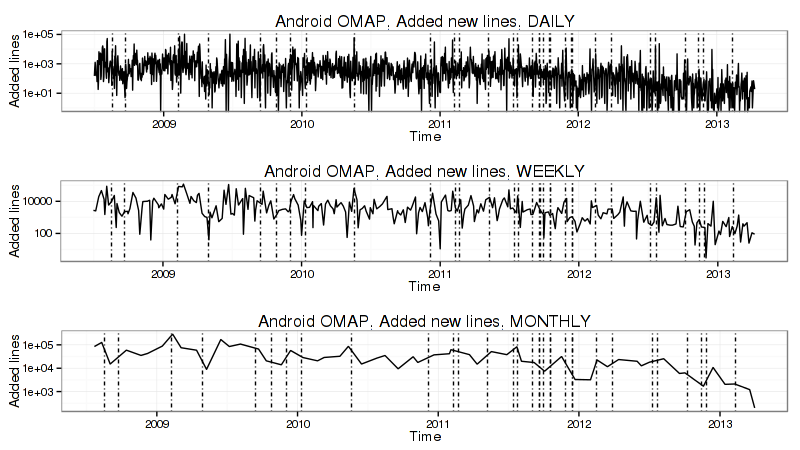 Android OMAP, Added new lines, DAILY
Added lines
1e+05
1e+03
1e+01
2009 2010 2011 2012 2013
Time
Android OMAP, Added new lines, WEEKLY
Added lines
10000
100
2009 2010 2011 2012 2013
Time
Android OMAP, Added new lines, MONTHLY
Added lines
1e+05
1e+04
1e+03
2009 2010 2011 2012 2013
Time